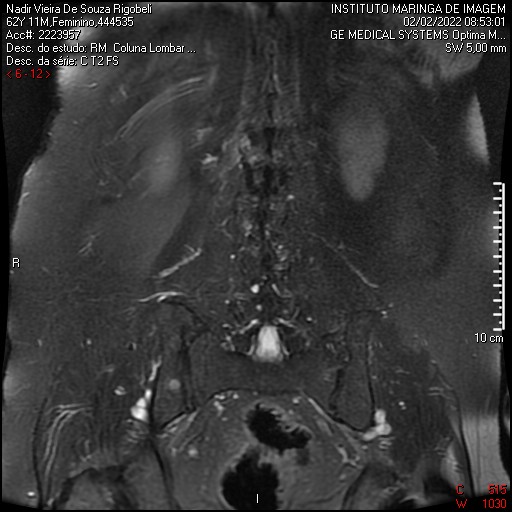 Nadir Vieira De Souza Rigobeli
62Y 11M,Feminino,444535
Acc#: 2223957
Desc. do estudo: RM Coluna Lombar ...
Desc. da série: C T2 FS
< 6 - 12 >
INSTITUTO MARINGA DE IMAGEM
02/02/2022 08:53:01
GE MEDICAL SYSTEMS Optima M...
SW 5,00 mm
R
10 cm
I
C 515
W 1030